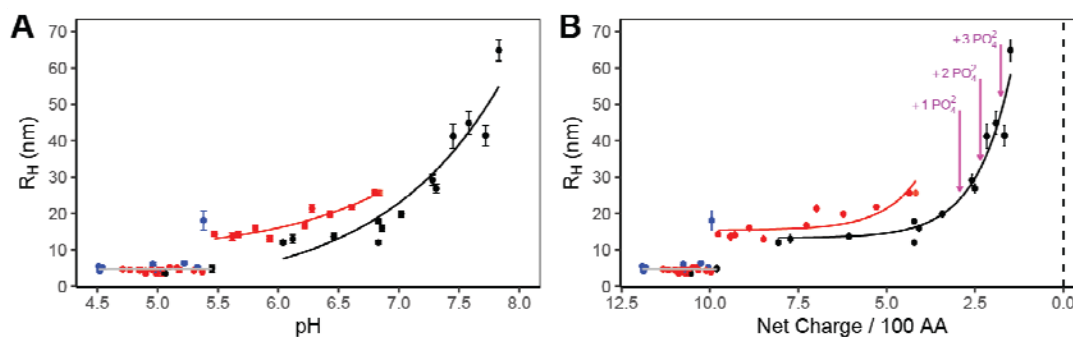 A
R_H (nm)
70
60
50
40
30
20
10
0
4.5 5.0 5.5 6.0 6.5 7.0 7.5 8.0
pH
B
R_H (nm)
70
60
50
40
30
20
10
0
+3 PO₄²
+2 PO₄²
+1 PO₄²
12.5 10.0 7.5 5.0 2.5 0.0
Net Charge / 100 AA